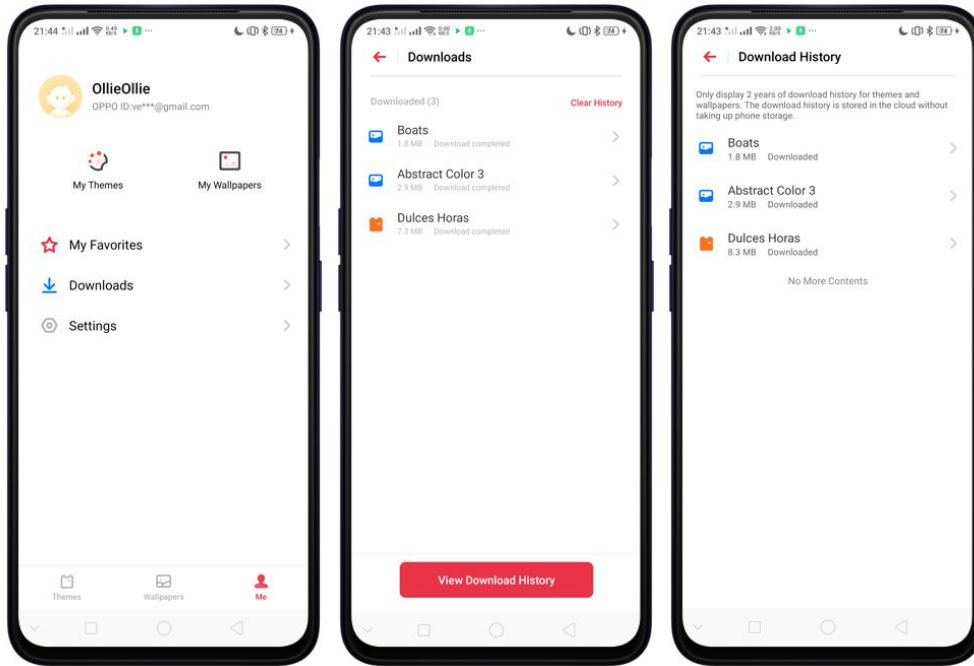 21:44
74
OllieOllie
OPPO ID:ve***@gmail.com
My Themes
My Wallpapers
My Favorites
Downloads
Settings
Themes
Wallpapers
Me
21:43
74
Downloads
Downloaded (3)
Clear History
Boats
1.8 MB Download completed
Abstract Color 3
2.9 MB Download completed
Dulces Horas
7.3 MB Download completed
View Download History
21:43
74
Download History
Only display 2 years of download history for themes and
wallpapers. The download history is stored in the cloud without
taking up phone storage.
Boats
1.8 MB Downloaded
Abstract Color 3
2.9 MB Downloaded
Dulces Horas
8.3 MB Downloaded
No More Contents